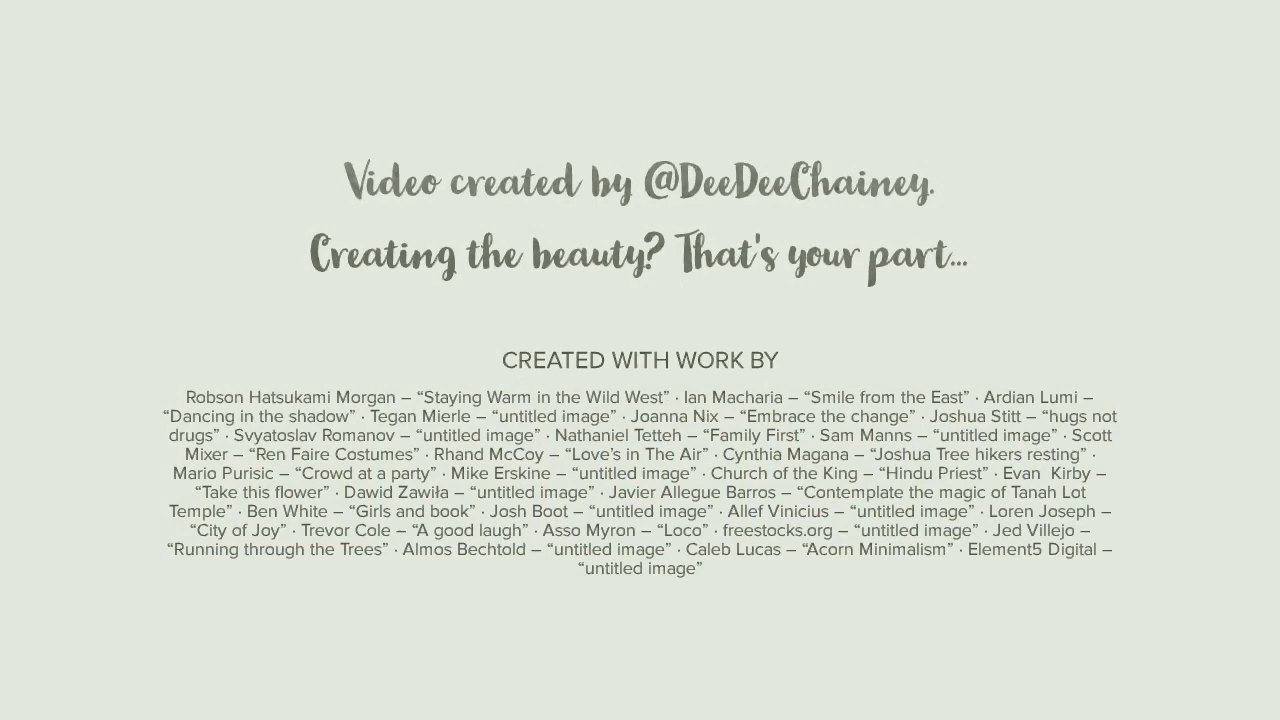 Video created by @DeeDeeChainey.
Creating the beauty? That's your part...
CREATED WITH WORK BY
Robson Hatsukami Morgan – “Staying Warm in the Wild West” · Ian Macharia – “Smile from the East” · Ardian Lumi –
“Dancing in the shadow” · Tegan Mierle – “untitled image” · Joanna Nix – “Embrace the change” · Joshua Stitt – “hugs not
drugs” · Svyatoslav Romanov – “untitled image” · Nathaniel Tetteh – “Family First” · Sam Manns – “untitled image” · Scott
Mixer – “Ren Faire Costumes” · Rhand McCoy – “Love’s in The Air” · Cynthia Magana – “Joshua Tree hikers resting” ·
Mario Purisic – “Crowd at a party” · Mike Erskine – “untitled image” · Church of the King – “Hindu Priest” · Evan  Kirby –
“Take this flower” · Dawid Zawiła – “untitled image” · Javier Allegue Barros – “Contemplate the magic of Tanah Lot
Temple” · Ben White – “Girls and book” · Josh Boot – “untitled image” · Allef Vinicius – “untitled image” · Loren Joseph –
“City of Joy” · Trevor Cole – “A good laugh” · Asso Myron – “Loco” · freestocks.org – “untitled image” · Jed Villejo –
“Running through the Trees” · Almos Bechtold – “untitled image” · Caleb Lucas – “Acorn Minimalism” · Element5 Digital –
“untitled image”